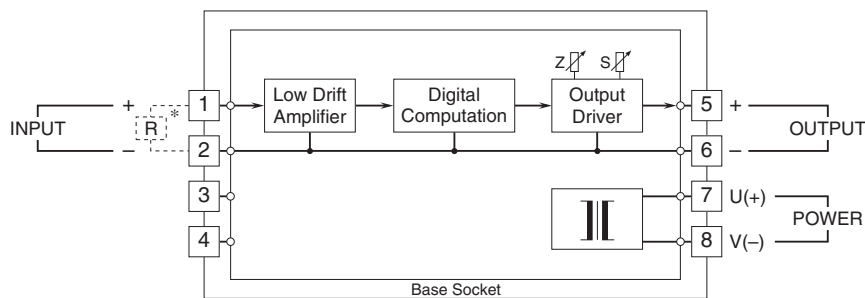 Z S
1 Low Drift Amplifier Digital Computation Output Driver 5 +
+
R *
INPUT OUTPUT
– 2 6 –
3 7 U(+)
POWER
4 8 V(–)
Base Socket